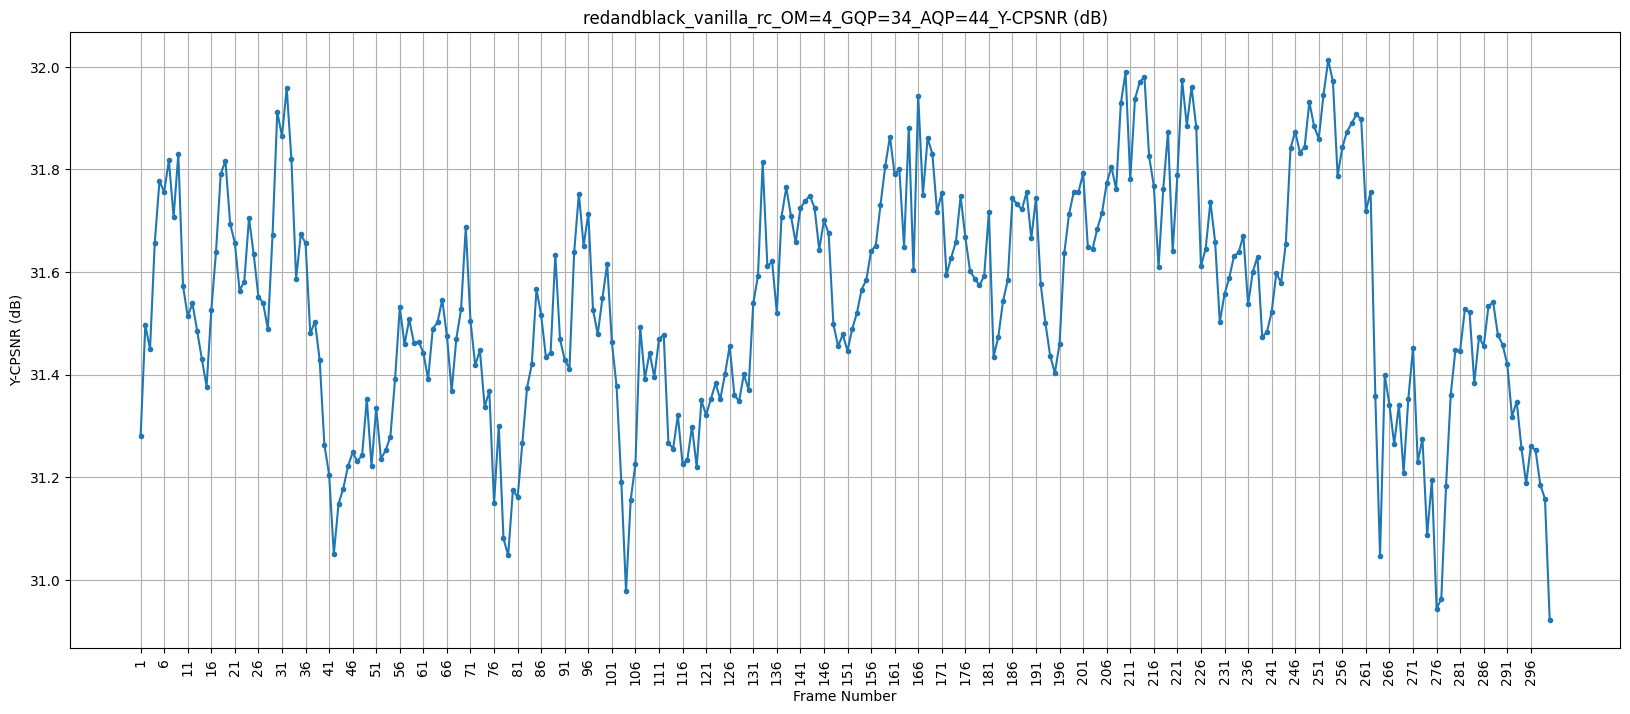 redandblack_vanilla_rc_OM=4_GQP=34_AQP=44_Y-CPSNR (dB)
Y-CPSNR (dB)
32.0
31.8
31.6
31.4
31.2
31.0
1 6 11 16 21 26 31 36 41 46 51 56 61 66 71 76 81 86 91 96 101 106 111 116 121 126 131 136 141 146 151 156 161 166 171 176 181 186 191 196 201 206 211 216 221 226 231 236 241 246 251 256 261 266 271 276 281 286 291 296
Frame Number